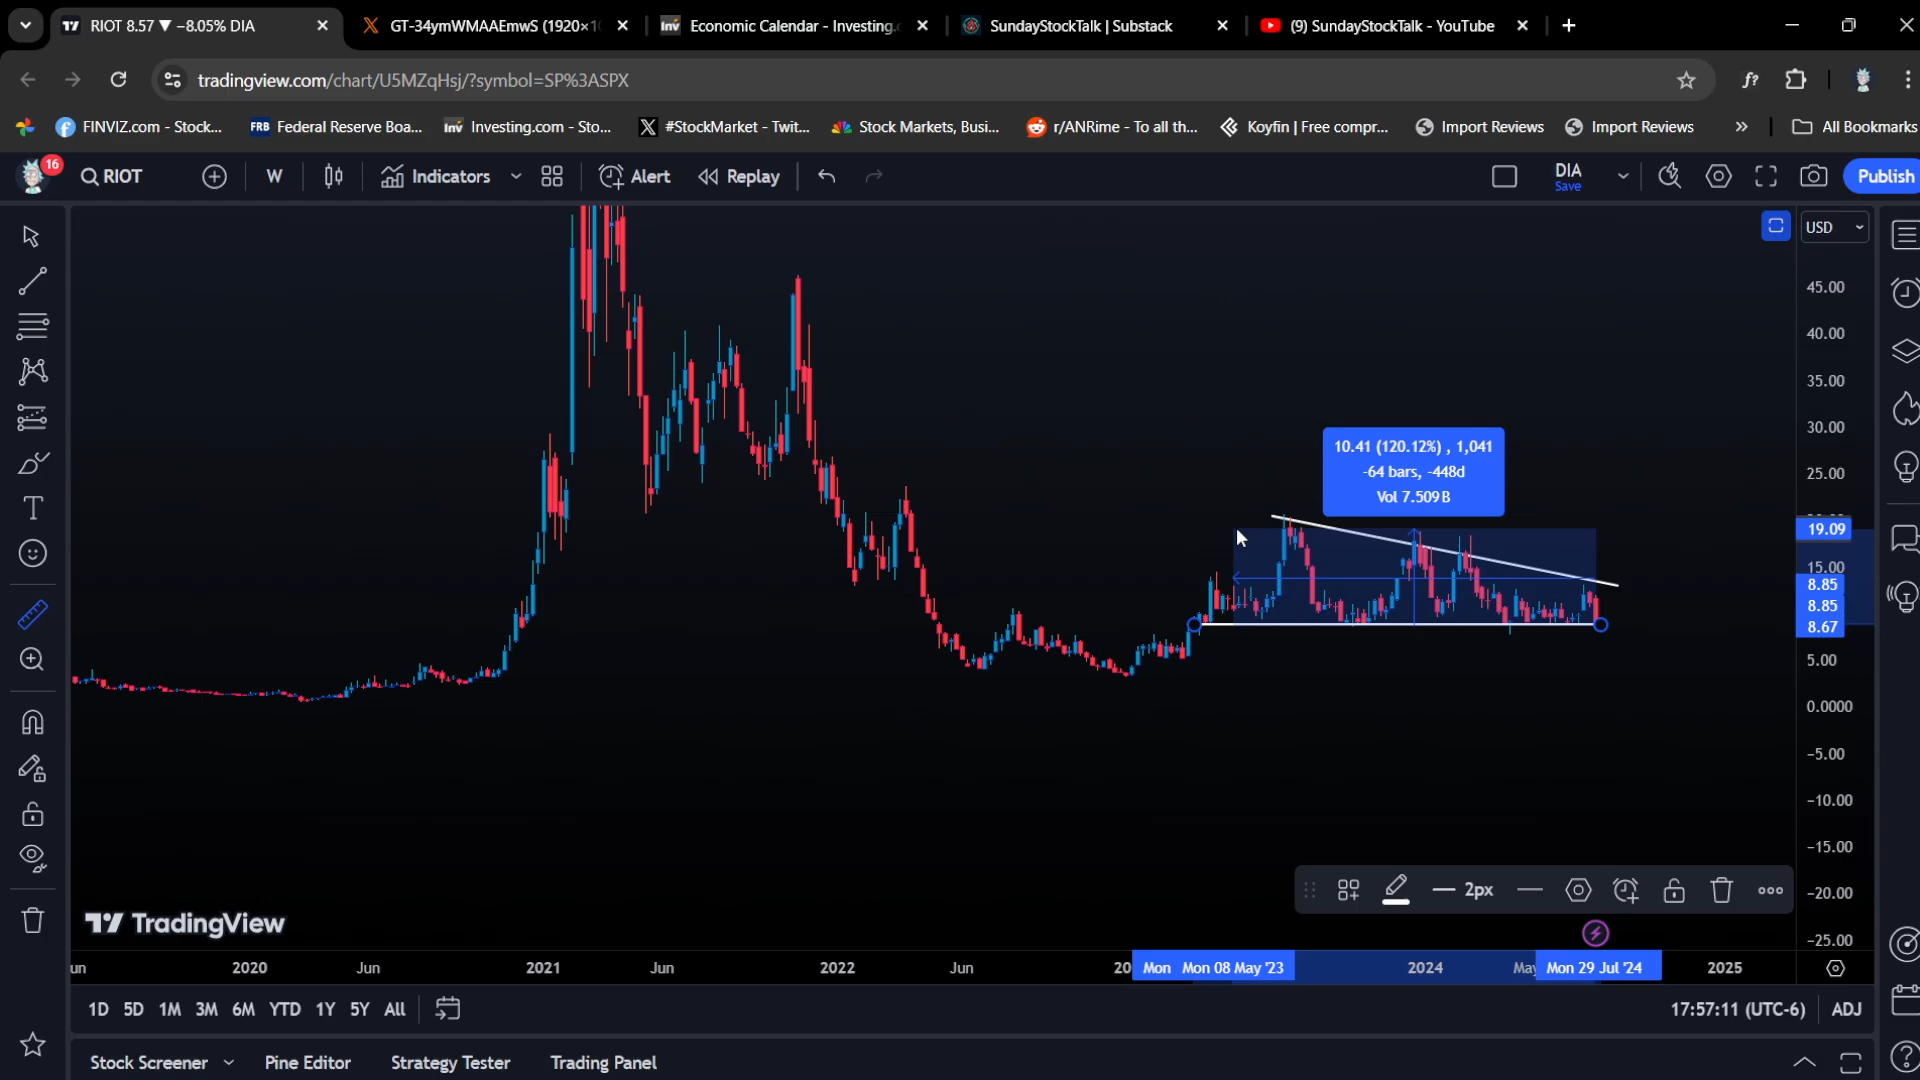 RIOT 8.57 ▼ −8.05% DIA
GT-34ymWMAAEmwS (1920×1
Economic Calendar - Investing.
SundayStockTalk | Substack
(9) SundayStockTalk - YouTube
tradingview.com/chart/U5MZqHsj/?symbol=SP%3ASPX
f?
FINVIZ.com - Stock...
FRB Federal Reserve Boa...
Inv Investing.com - Sto...
#StockMarket - Twit...
Stock Markets, Busi...
r/ANRime - To all th...
Koyfin | Free compr...
Import Reviews
Import Reviews
»
All Bookmarks
16
RIOT
W
Indicators
Alert
Replay
DIA
Save
Publish
USD
45.00
40.00
35.00
30.00
25.00
19.09
15.00
8.85
8.85
8.67
5.00
0.0000
−5.00
−10.00
−15.00
−20.00
−25.00
10.41 (120.12%) , 1,041
-64 bars, -448d
Vol 7.509 B
2px
TradingView
un
2020
Jun
2021
Jun
2022
Jun
20
Mon
Mon 08 May '23
2024
May
Mon 29 Jul '24
2025
1D
5D
1M
3M
6M
YTD
1Y
5Y
All
17:57:11 (UTC-6)
ADJ
Stock Screener
Pine Editor
Strategy Tester
Trading Panel